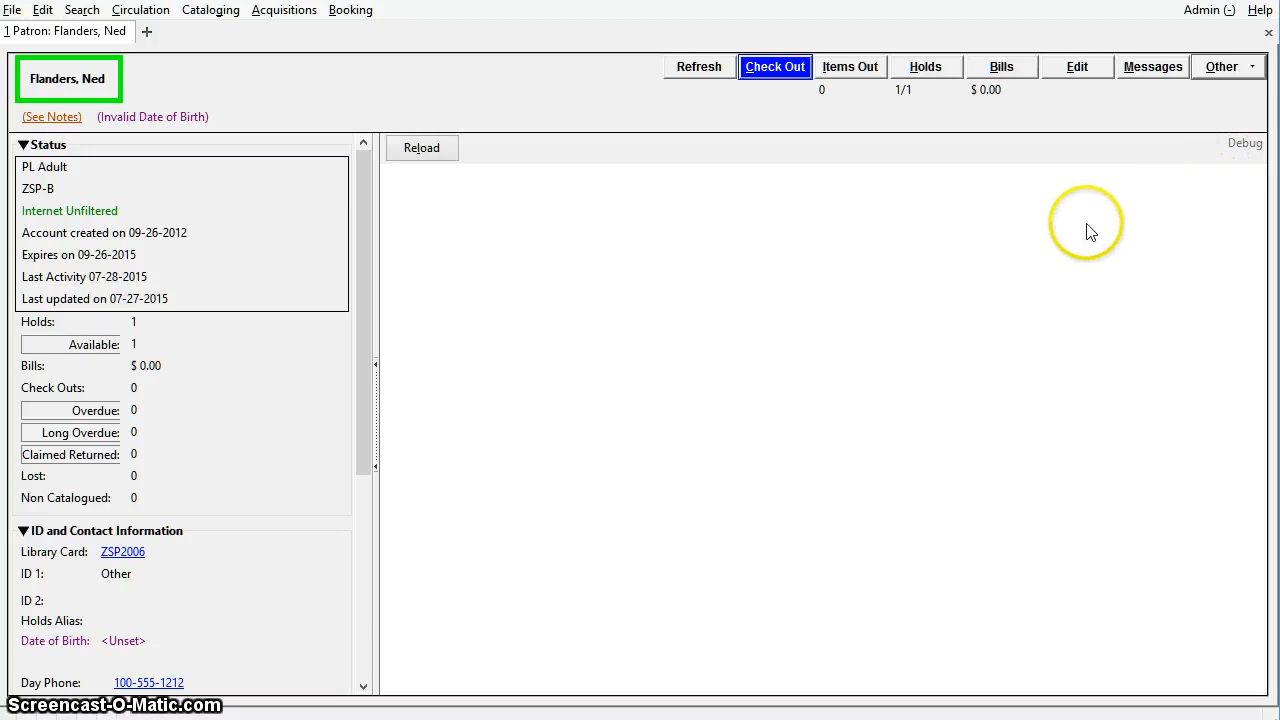 File Edit Search Circulation Cataloging Acquisitions Booking Admin (-) Help
1 Patron: Flanders, Ned + ×
Flanders, Ned Refresh Check Out Items Out Holds Bills Edit Messages Other
0 1/1 $ 0.00
(See Notes) (Invalid Date of Birth)
Status Reload Debug
PL Adult
ZSP-B
Internet Unfiltered
Account created on 09-26-2012
Expires on 09-26-2015
Last Activity 07-28-2015
Last updated on 07-27-2015
Holds: 1
Available: 1
Bills: $ 0.00
Check Outs: 0
Overdue: 0
Long Overdue: 0
Claimed Returned: 0
Lost: 0
Non Catalogued: 0
ID and Contact Information
Library Card: ZSP2006
ID 1: Other
ID 2:
Holds Alias:
Date of Birth: <Unset>
Day Phone: 100-555-1212
Screencast-O-Matic.com